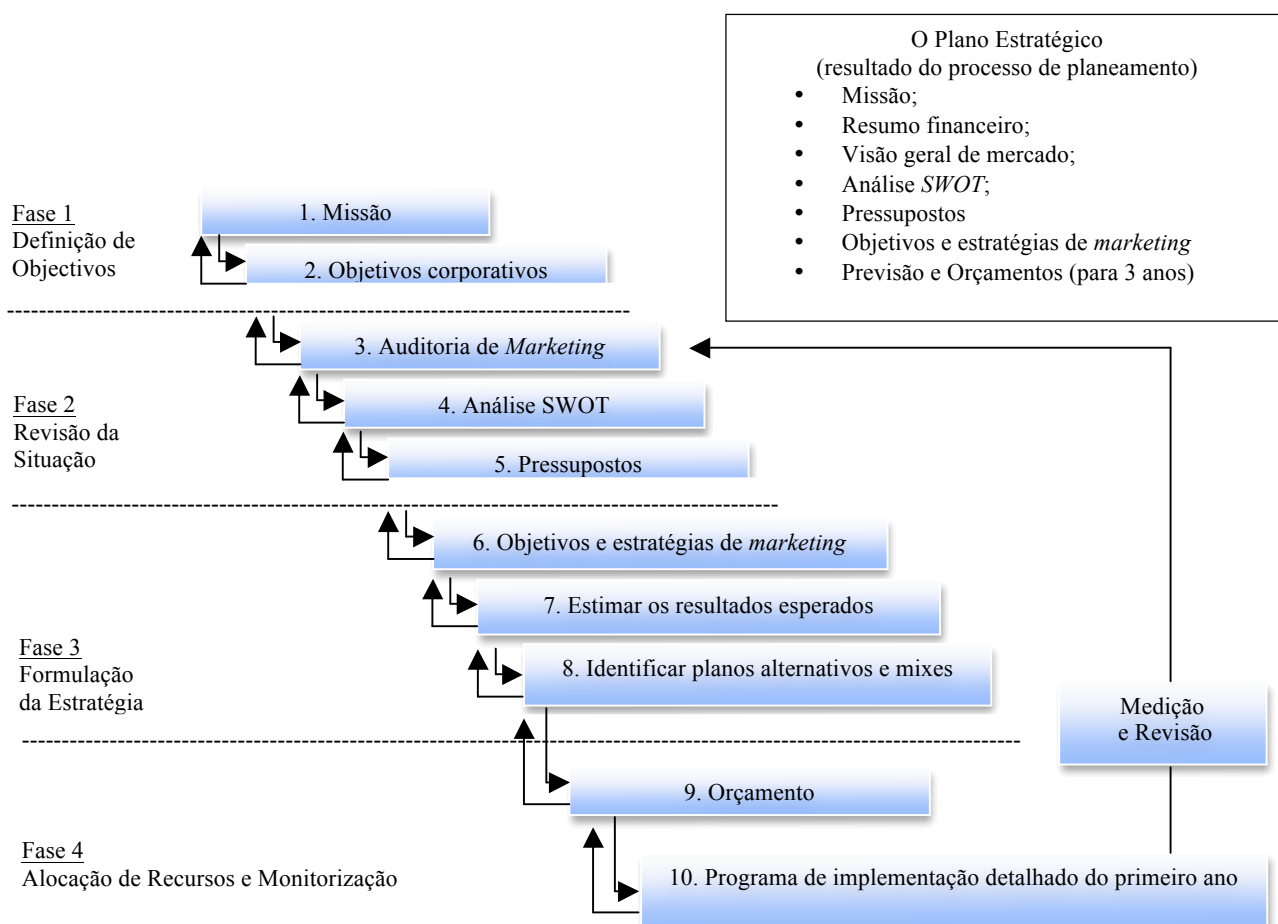 O Plano Estratégico
(resultado do processo de planeamento)
• Missão;
• Resumo financeiro;
• Visão geral de mercado;
• Análise SWOT;
• Pressupostos
• Objetivos e estratégias de marketing
• Previsão e Orçamentos (para 3 anos)
Fase 1
Definição de
Objectivos
1. Missão
2. Objetivos corporativos
Fase 2
Revisão da
Situação
3. Auditoria de Marketing
4. Análise SWOT
5. Pressupostos
Fase 3
Formulação
da Estratégia
6. Objetivos e estratégias de marketing
7. Estimar os resultados esperados
8. Identificar planos alternativos e mixes
Medição
e Revisão
Fase 4
Alocação de Recursos e Monitorização
9. Orçamento
10. Programa de implementação detalhado do primeiro ano